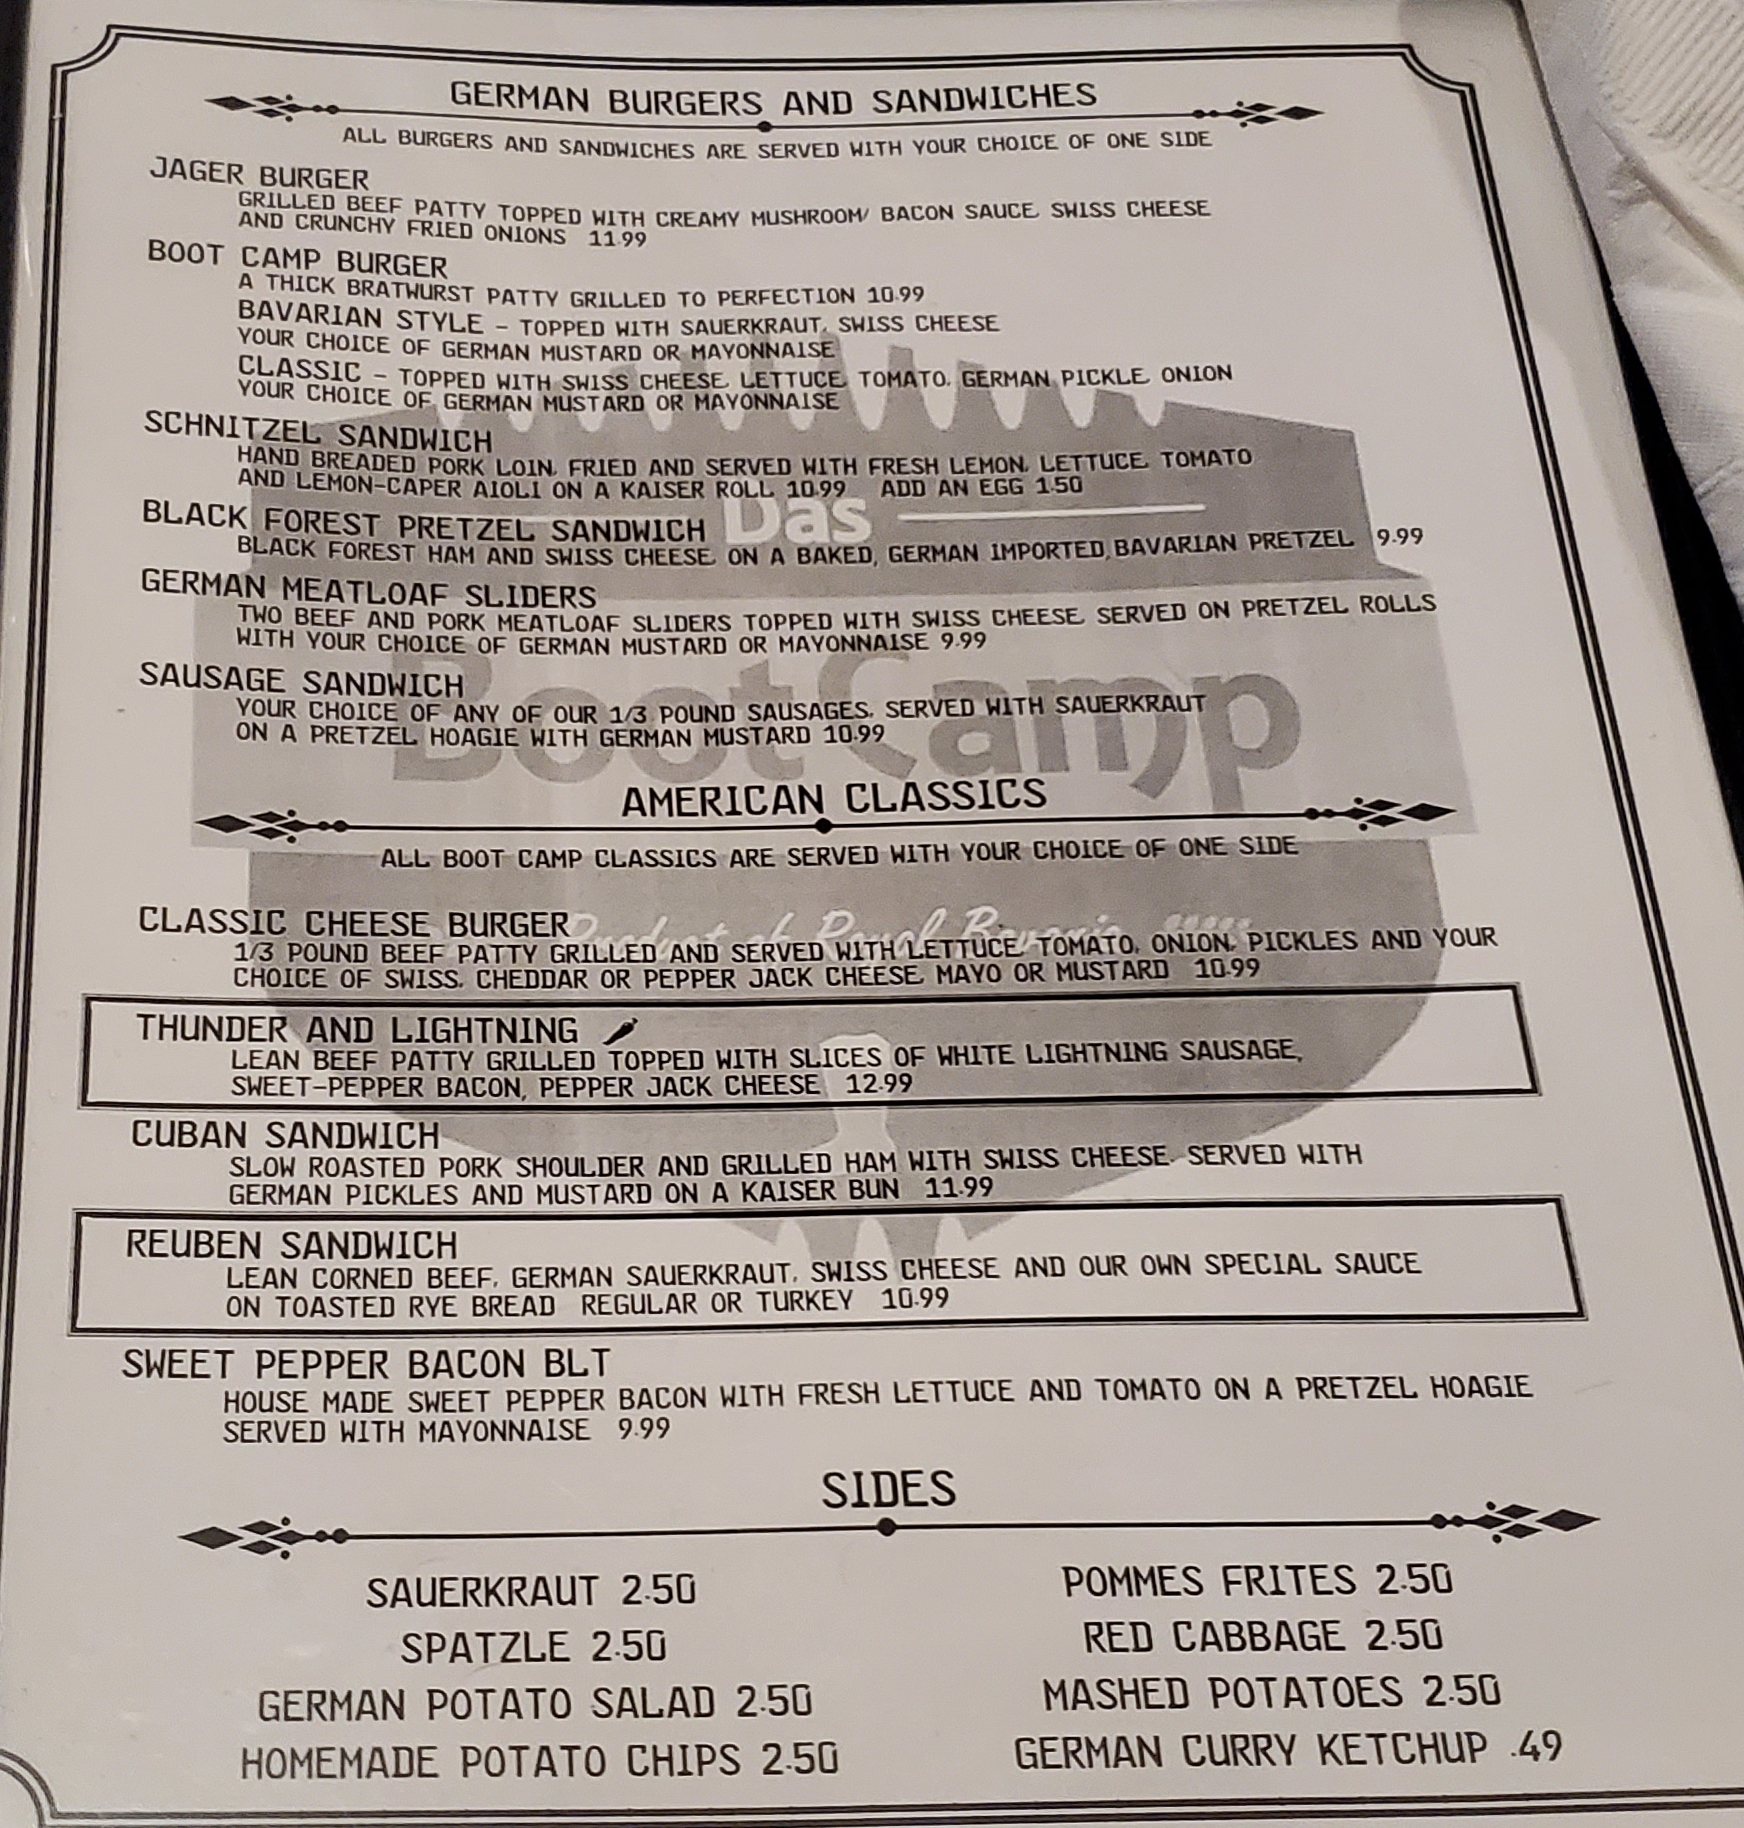 GERMAN BURGERS AND SANDWICHES
ALL BURGERS AND SANDWICHES ARE SERVED WITH YOUR CHOICE OF ONE SIDE
JAGER BURGER
GRILLED BEEF PATTY TOPPED WITH CREAMY MUSHROOM/ BACON SAUCE, SWISS CHEESE
AND CRUNCHY FRIED ONIONS 11.99
BOOT CAMP BURGER
A THICK BRATWURST PATTY GRILLED TO PERFECTION 10.99
BAVARIAN STYLE - TOPPED WITH SAUERKRAUT, SWISS CHEESE
YOUR CHOICE OF GERMAN MUSTARD OR MAYONNAISE
CLASSIC - TOPPED WITH SWISS CHEESE, LETTUCE, TOMATO, GERMAN PICKLE, ONION
YOUR CHOICE OF GERMAN MUSTARD OR MAYONNAISE
SCHNITZEL SANDWICH
HAND BREADED PORK LOIN, FRIED AND SERVED WITH FRESH LEMON, LETTUCE, TOMATO
AND LEMON-CAPER AIOLI ON A KAISER ROLL 10.99 ADD AN EGG 1.50
Das
BLACK FOREST PRETZEL SANDWICH
BLACK FOREST HAM AND SWISS CHEESE, ON A BAKED, GERMAN IMPORTED, BAVARIAN PRETZEL 9.99
GERMAN MEATLOAF SLIDERS
TWO BEEF AND PORK MEATLOAF SLIDERS TOPPED WITH SWISS CHEESE, SERVED ON PRETZEL ROLLS
WITH YOUR CHOICE OF GERMAN MUSTARD OR MAYONNAISE 9.99
Boot Camp
SAUSAGE SANDWICH
YOUR CHOICE OF ANY OF OUR 1/3 POUND SAUSAGES, SERVED WITH SAUERKRAUT
ON A PRETZEL HOAGIE WITH GERMAN MUSTARD 10.99
AMERICAN CLASSICS
ALL BOOT CAMP CLASSICS ARE SERVED WITH YOUR CHOICE OF ONE SIDE
Product of Royal Bavaria
CLASSIC CHEESE BURGER
1/3 POUND BEEF PATTY GRILLED AND SERVED WITH LETTUCE, TOMATO, ONION, PICKLES AND YOUR
CHOICE OF SWISS, CHEDDAR OR PEPPER JACK CHEESE, MAYO OR MUSTARD 10.99
THUNDER AND LIGHTNING
LEAN BEEF PATTY GRILLED TOPPED WITH SLICES OF WHITE LIGHTNING SAUSAGE,
SWEET-PEPPER BACON, PEPPER JACK CHEESE 12.99
CUBAN SANDWICH
SLOW ROASTED PORK SHOULDER AND GRILLED HAM WITH SWISS CHEESE. SERVED WITH
GERMAN PICKLES AND MUSTARD ON A KAISER BUN 11.99
REUBEN SANDWICH
LEAN CORNED BEEF, GERMAN SAUERKRAUT, SWISS CHEESE AND OUR OWN SPECIAL SAUCE
ON TOASTED RYE BREAD REGULAR OR TURKEY 10.99
SWEET PEPPER BACON BLT
HOUSE MADE SWEET PEPPER BACON WITH FRESH LETTUCE AND TOMATO ON A PRETZEL HOAGIE
SERVED WITH MAYONNAISE 9.99
SIDES
SAUERKRAUT 2.50
SPATZLE 2.50
GERMAN POTATO SALAD 2.50
HOMEMADE POTATO CHIPS 2.50
POMMES FRITES 2.50
RED CABBAGE 2.50
MASHED POTATOES 2.50
GERMAN CURRY KETCHUP .49